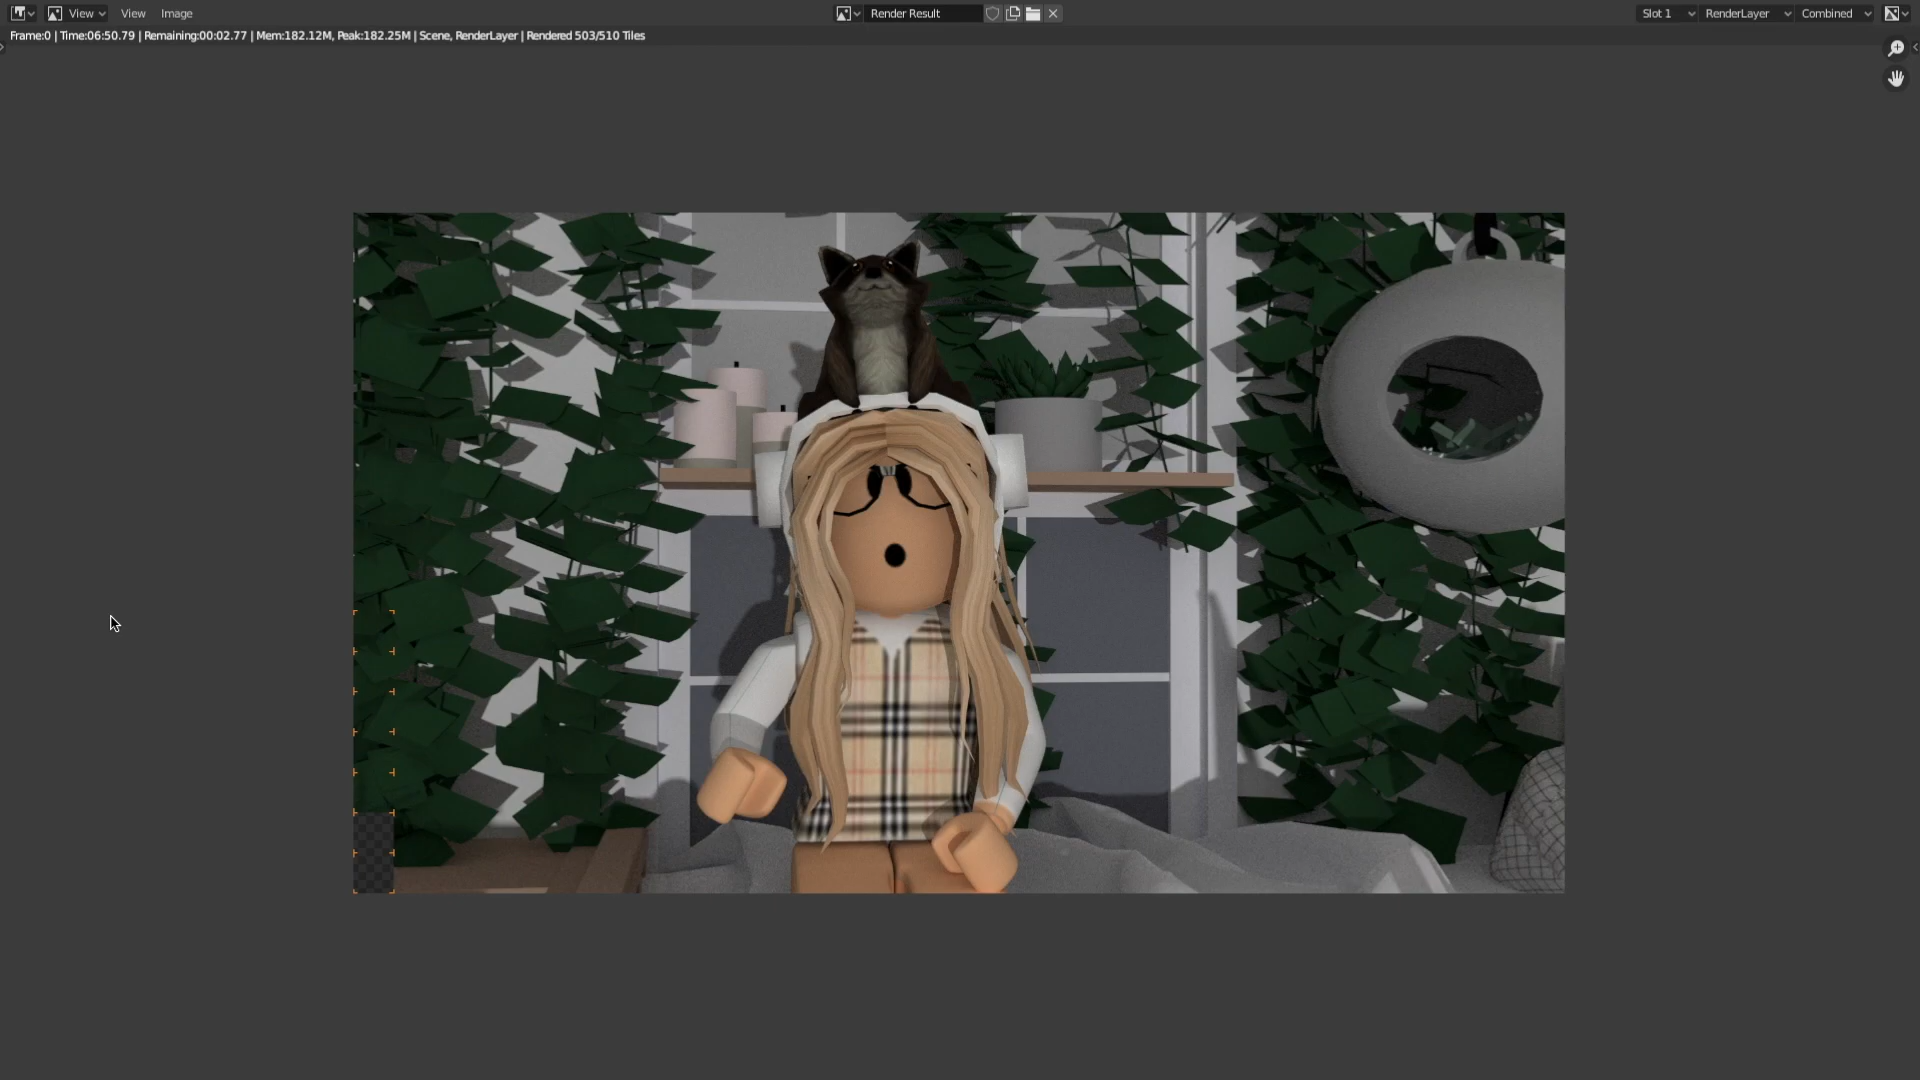 View View Image Render Result Slot 1 RenderLayer Combined
Frame:0 | Time:06:50.79 | Remaining:00:02.77 | Mem:182.12M, Peak:182.25M | Scene, RenderLayer | Rendered 503/510 Tiles